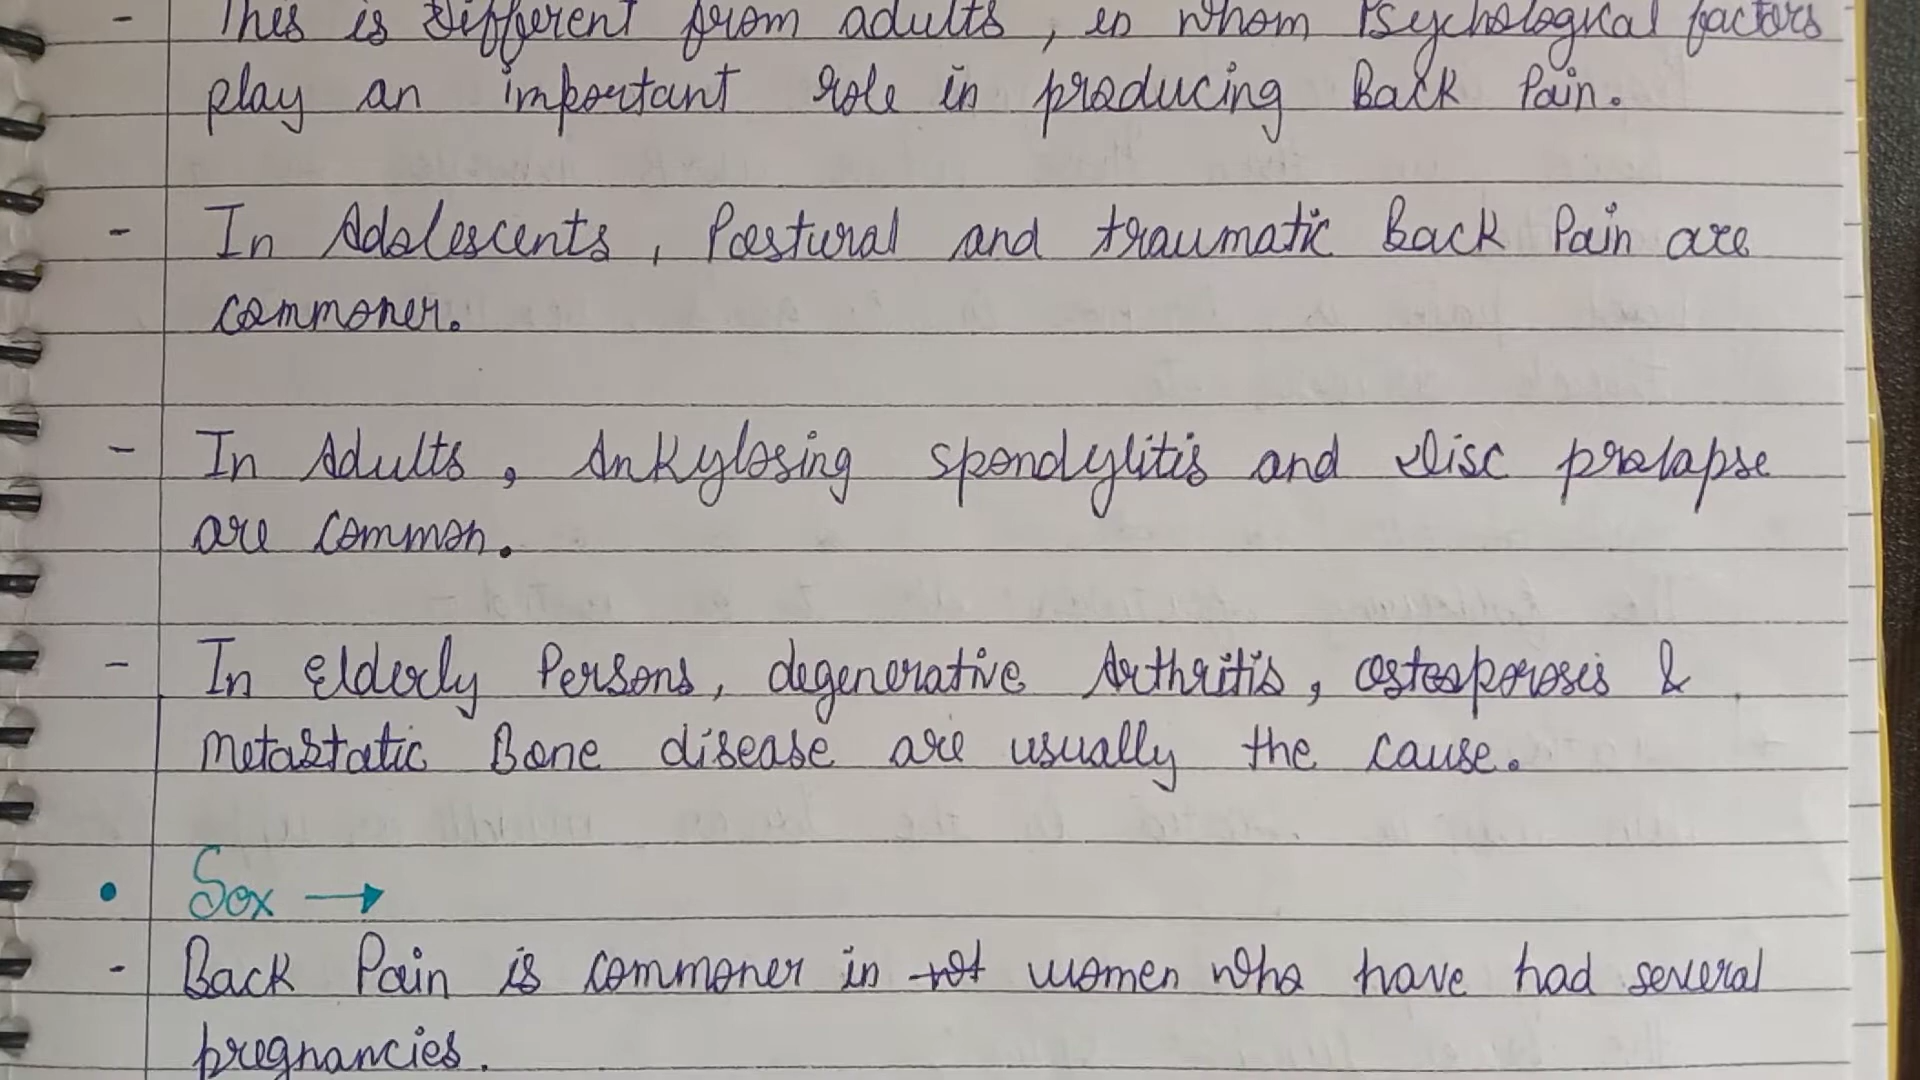 - This is different from adults, in whom Psychological factors
play an important role in producing Back Pain.
- In Adolescents, Postural and traumatic Back Pain are
commoner.
- In Adults, Ankylosing spondylitis and disc prolapse
are common.
- In Elderly Persons, degenerative Arthritis, osteoporosis &
metastatic Bone disease are usually the cause.
• Sex →
- Back Pain is commoner in women who have had several
pregnancies.